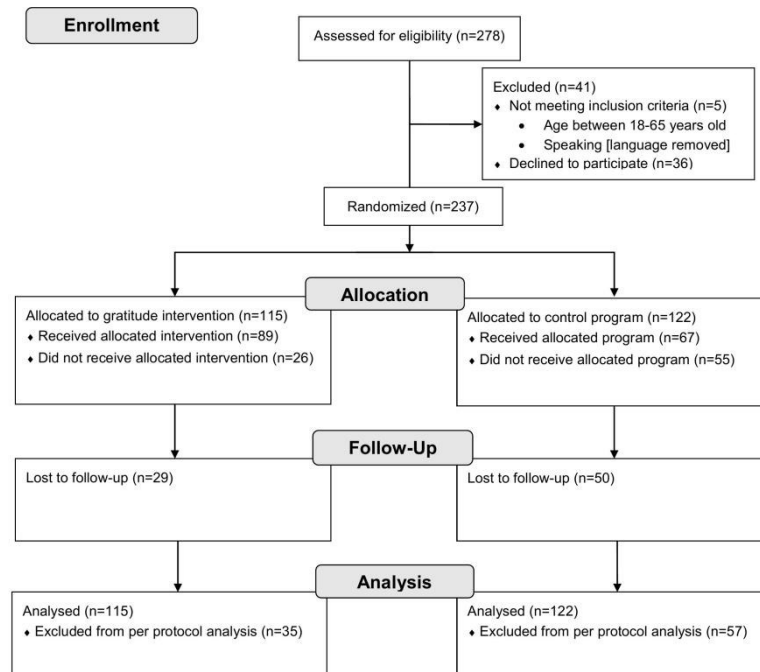 Enrollment
Assessed for eligibility (n=278)
Excluded (n=41)
♦ Not meeting inclusion criteria (n=5)
• Age between 18-65 years old
• Speaking [language removed]
♦ Declined to participate (n=36)
Randomized (n=237)
Allocation
Allocated to gratitude intervention (n=115)
♦ Received allocated intervention (n=89)
♦ Did not receive allocated intervention (n=26)
Allocated to control program (n=122)
♦ Received allocated program (n=67)
♦ Did not receive allocated program (n=55)
Follow-Up
Lost to follow-up (n=29)
Lost to follow-up (n=50)
Analysis
Analysed (n=115)
♦ Excluded from per protocol analysis (n=35)
Analysed (n=122)
♦ Excluded from per protocol analysis (n=57)